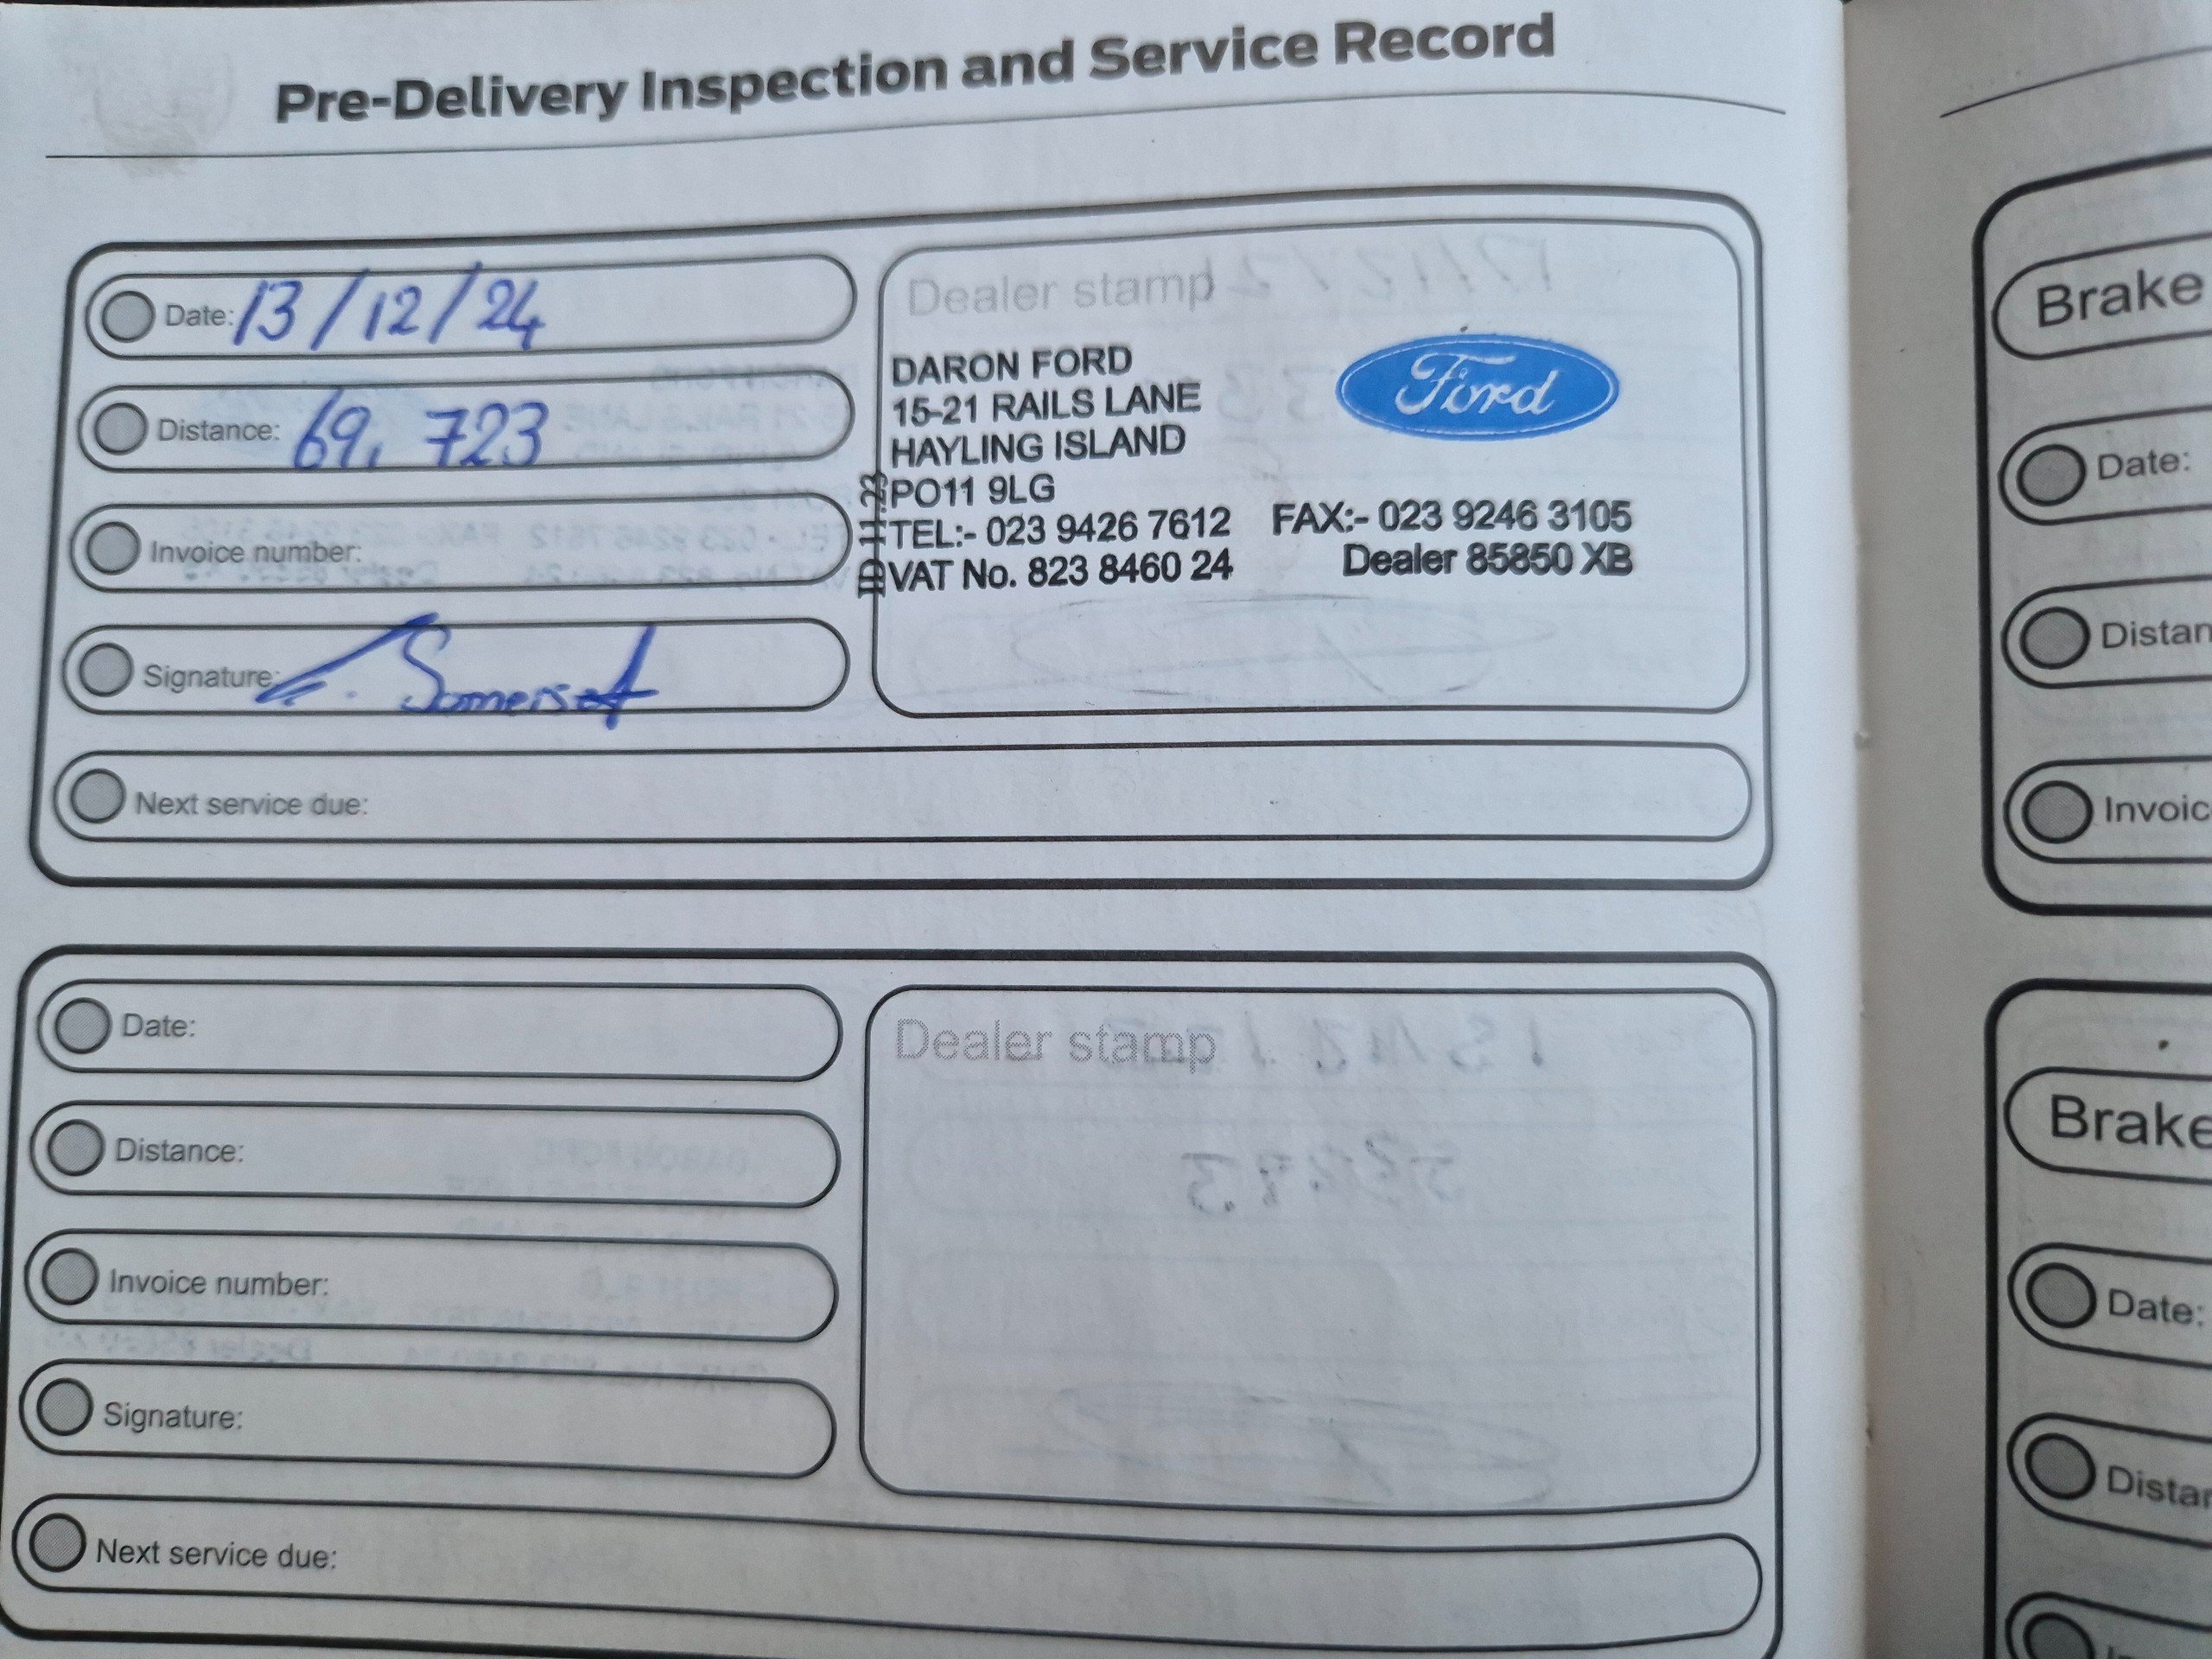 Pre-Delivery Inspection and Service Record
Date: 13/12/24
Distance: 69, 723
Invoice number:
Signature: Somerset
Next service due:
Dealer stamp
DARON FORD
15-21 RAILS LANE
HAYLING ISLAND
PO11 9LG
TEL:- 023 9426 7612 FAX:- 023 9246 3105
VAT No. 823 8460 24 Dealer 85850 XB
Ford
Date:
Distance:
Invoice number:
Signature:
Next service due:
Dealer stamp
Brake
Date:
Distan
Invoic
Brake
Date:
Distan